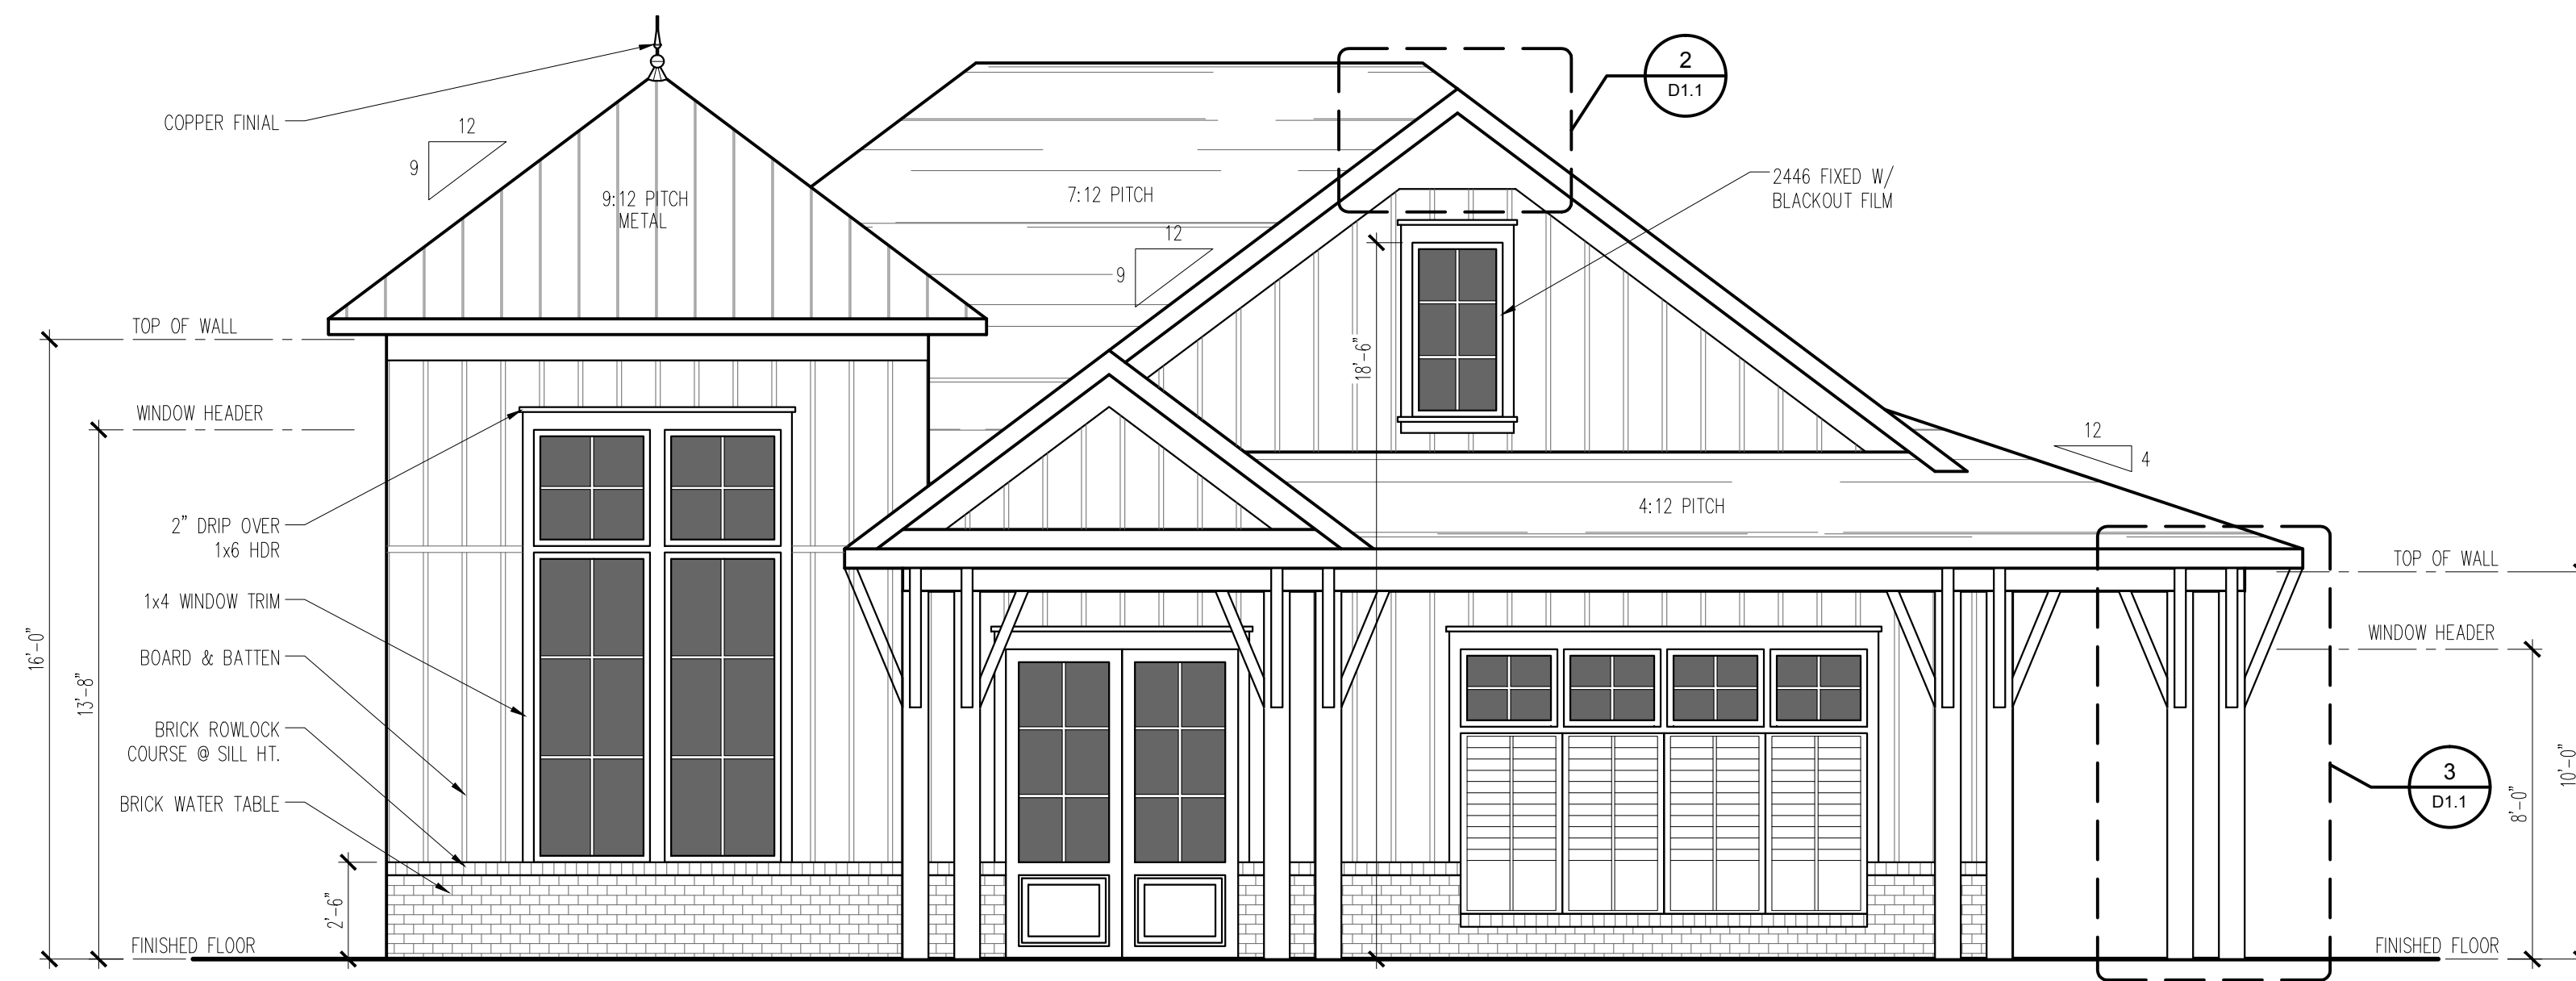 2
D1.1
COPPER FINIAL
12
9
9:12 PITCH
METAL
7:12 PITCH
2446 FIXED W/
BLACKOUT FILM
12
9
TOP OF WALL
18'-6"
WINDOW HEADER
12
4
4:12 PITCH
2" DRIP OVER
1x6 HDR
TOP OF WALL
1x4 WINDOW TRIM
WINDOW HEADER
16'-0"
BOARD & BATTEN
13'-8"
BRICK ROWLOCK
COURSE @ SILL HT.
3
D1.1
10'-0"
8'-0"
BRICK WATER TABLE
2'-6"
FINISHED FLOOR
FINISHED FLOOR